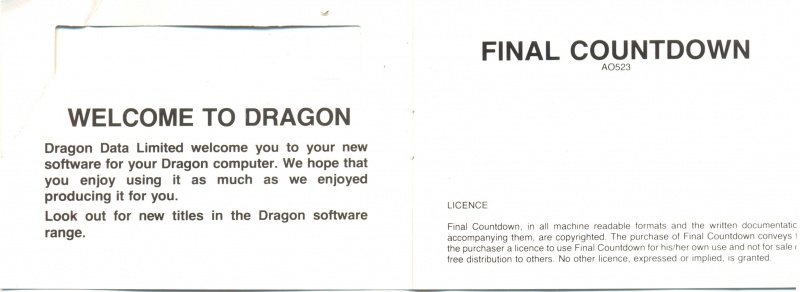 WELCOME TO DRAGON
Dragon Data Limited welcome you to your new
software for your Dragon computer. We hope that
you enjoy using it as much as we enjoyed
producing it for you.
Look out for new titles in the Dragon software
range.
FINAL COUNTDOWN
AO523
LICENCE
Final Countdown, in all machine readable formats and the written documentatio
accompanying them, are copyrighted. The purchase of Final Countdown conveys
the purchaser a licence to use Final Countdown for his/her own use and not for sale
free distribution to others. No other licence, expressed or implied, is granted.